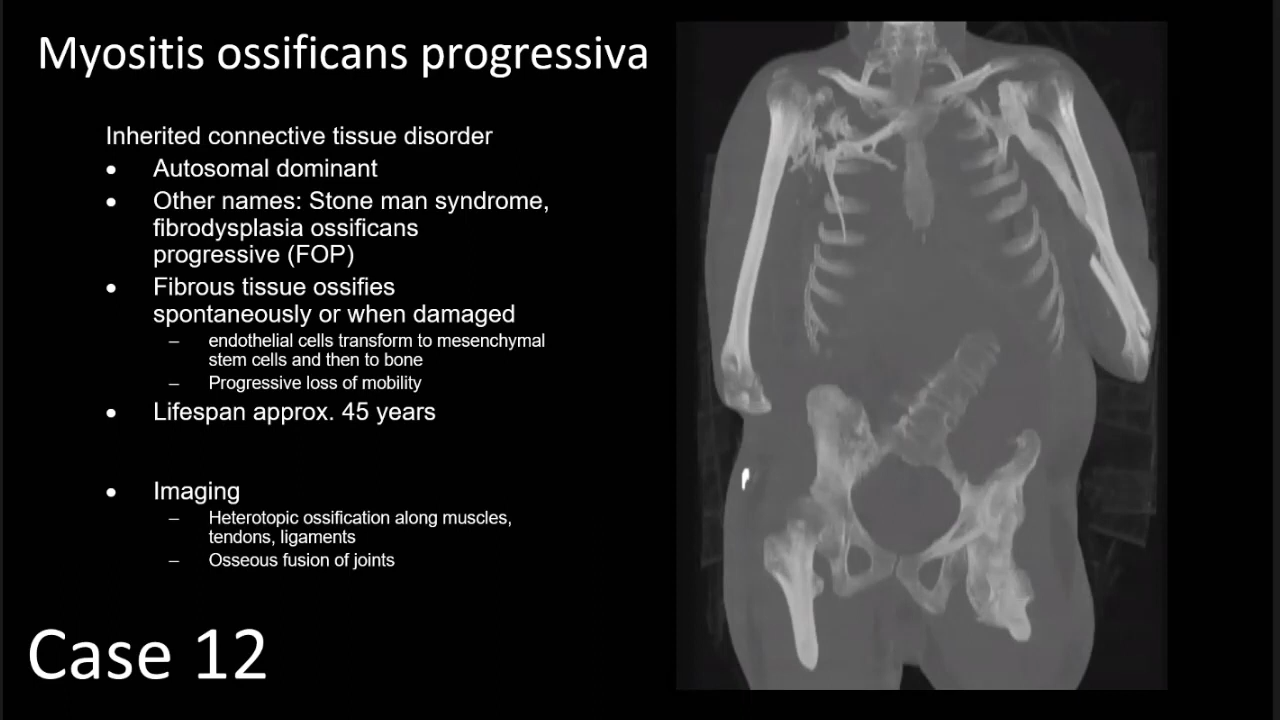 Myositis ossificans progressiva
Inherited connective tissue disorder
• Autosomal dominant
• Other names: Stone man syndrome,
fibrodysplasia ossificans
progressive (FOP)
• Fibrous tissue ossifies
spontaneously or when damaged
– endothelial cells transform to mesenchymal
stem cells and then to bone
– Progressive loss of mobility
• Lifespan approx. 45 years
• Imaging
– Heterotopic ossification along muscles,
tendons, ligaments
– Osseous fusion of joints
Case 12